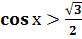 cos x > √3/2